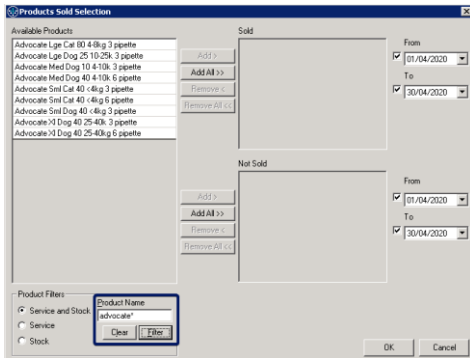 Products Sold Selection
Available Products
Advocate Lge Cat 80 4-8kg 3 pipette
Advocate Lge Dog 25 10-25k 3 pipette
Advocate Med Dog 10 4-10k 3 pipette
Advocate Med Dog 40 4-10k 6 pipette
Advocate Sml Cat 40 <4kg 3 pipette
Advocate Sml Cat 40 <4kg 6 pipette
Advocate Sml Dog 40 <4kg 3 pipette
Advocate Xl Dog 40 25-40k 3 pipette
Advocate Xl Dog 40 25-40kg 6 pipette
Add >
Add All >>
Remove <
Remove All <<
Sold
From
01/04/2020
To
30/04/2020
Add >
Add All >>
Remove <
Remove All <<
Not Sold
From
01/04/2020
To
30/04/2020
Product Filters
Service and Stock
Service
Stock
Product Name
advocate*
Clear
Filter
OK
Cancel